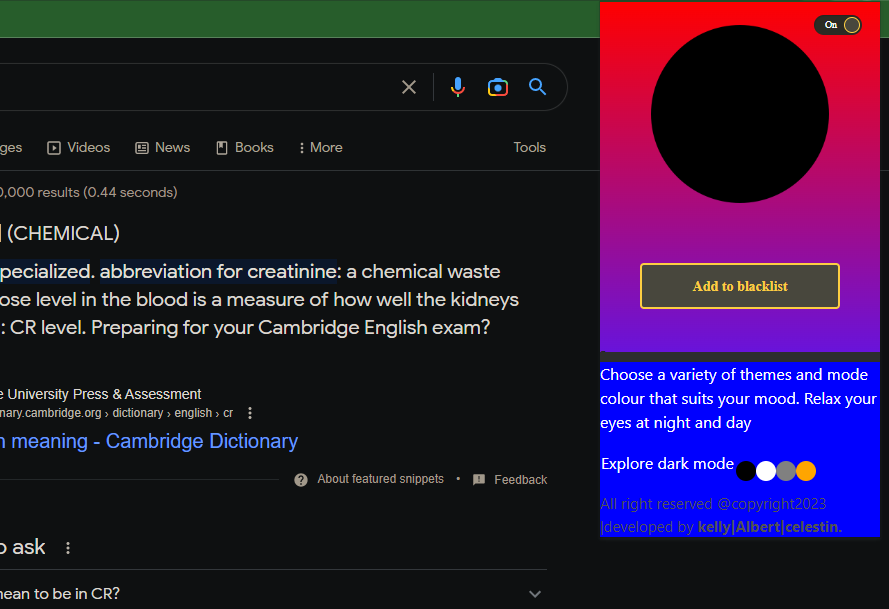 On
ges Videos News Books More Tools
0,000 results (0.44 seconds)
(CHEMICAL)
pecialized. abbreviation for creatinine: a chemical waste
ose level in the blood is a measure of how well the kidneys
: CR level. Preparing for your Cambridge English exam?
e University Press & Assessment
nary.cambridge.org › dictionary › english › cr
n meaning - Cambridge Dictionary
About featured snippets • Feedback
o ask
mean to be in CR?
Add to blacklist
Choose a variety of themes and mode
colour that suits your mood. Relax your
eyes at night and day
Explore dark mode
All right reserved @copyright2023
|developed by kelly|Albert|celestin.